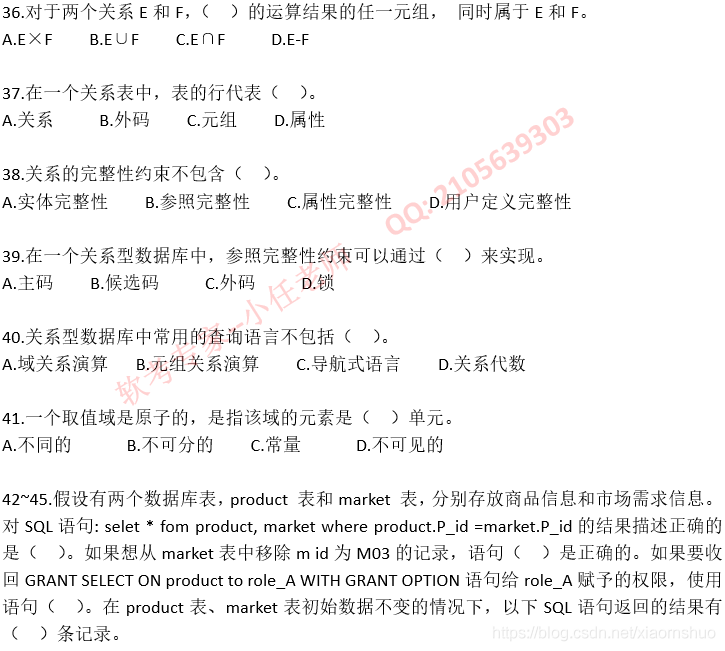 36.对于两个关系 E 和 F，（　）的运算结果的任一元组， 同时属于 E 和 F。
A.E×F B.E∪F C.E∩F D.E-F
37.在一个关系表中，表的行代表（　）。
A.关系 B.外码 C.元组 D.属性
38.关系的完整性约束不包含（　）。
A.实体完整性 B.参照完整性 C.属性完整性 D.用户定义完整性
39.在一个关系型数据库中，参照完整性约束可以通过（　）来实现。
A.主码 B.候选码 C.外码 D.锁
40.关系型数据库中常用的查询语言不包括（　）。
A.域关系演算 B.元组关系演算 C.导航式语言 D.关系代数
41.一个取值域是原子的，是指该域的元素是（　）单元。
A.不同的 B.不可分的 C.常量 D.不可见的
42~45.假设有两个数据库表，product 表和 market 表，分别存放商品信息和市场需求信息。
对 SQL 语句: selet * fom product, market where product.P_id =market.P_id 的结果描述正确的
是（　）。如果想从 market 表中移除 m id 为 M03 的记录，语句（　）是正确的。如果要收
回 GRANT SELECT ON product to role_A WITH GRANT OPTION 语句给 role_A 赋予的权限，使用
语句（　）。在 product 表、market 表初始数据不变的情况下，以下 SQL 语句返回的结果有
（　）条记录。
软考专家--小任老师 QQ: 2105639303
https://blog.csdn.net/xiaomshuo